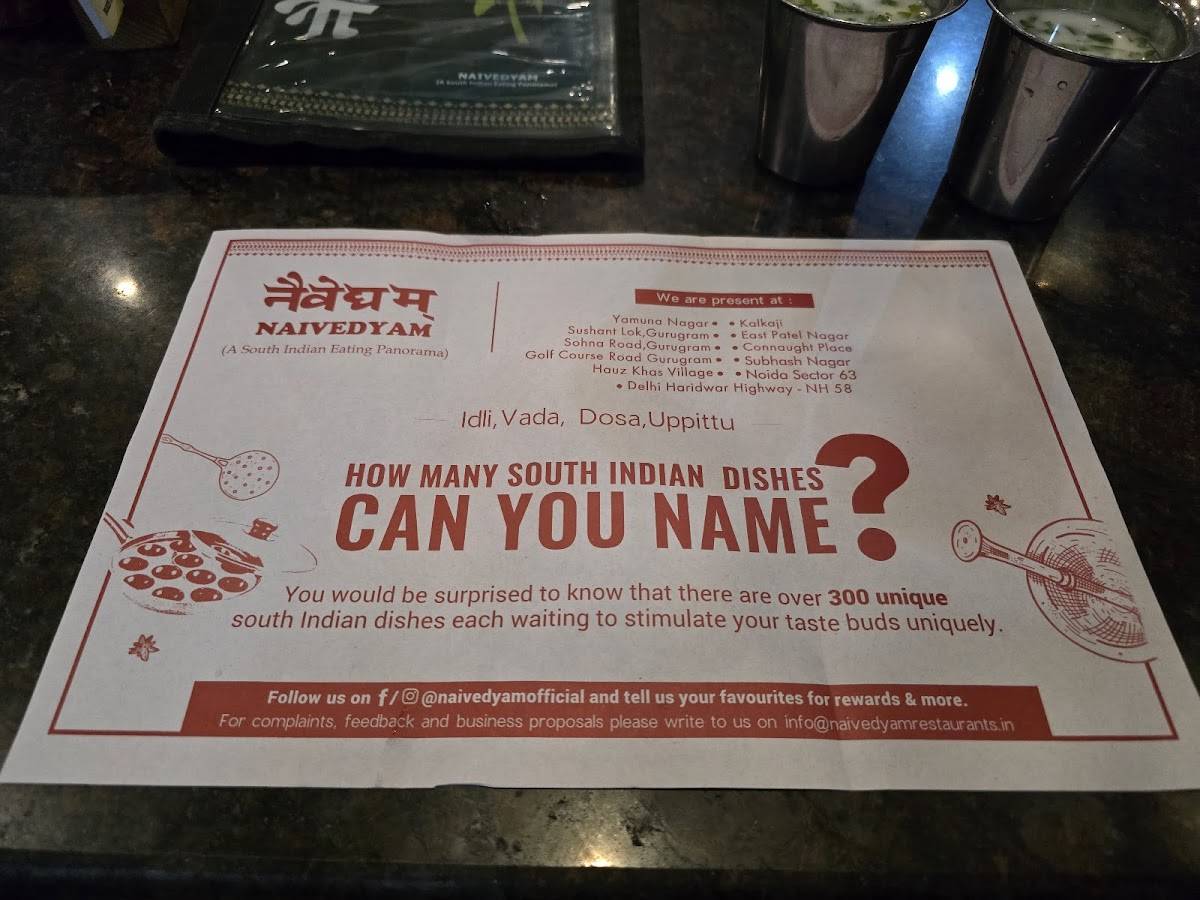 NAIVEDYAM
(A South Indian Eating Panorama)
नैवेद्यम्
NAIVEDYAM
(A South Indian Eating Panorama)
We are present at :
Yamuna Nagar • • Kalkaji
Sushant Lok,Gurugram • • East Patel Nagar
Sohna Road,Gurugram • • Connaught Place
Golf Course Road Gurugram • • Subhash Nagar
Hauz Khas Village • • Noida Sector 63
• Delhi Haridwar Highway - NH 58
Idli,Vada, Dosa,Uppittu
HOW MANY SOUTH INDIAN DISHES
CAN YOU NAME?
You would be surprised to know that there are over 300 unique
south Indian dishes each waiting to stimulate your taste buds uniquely.
Follow us on f/ @naivedyamofficial and tell us your favourites for rewards & more.
For complaints, feedback and business proposals please write to us on info@naivedyamrestaurants.in